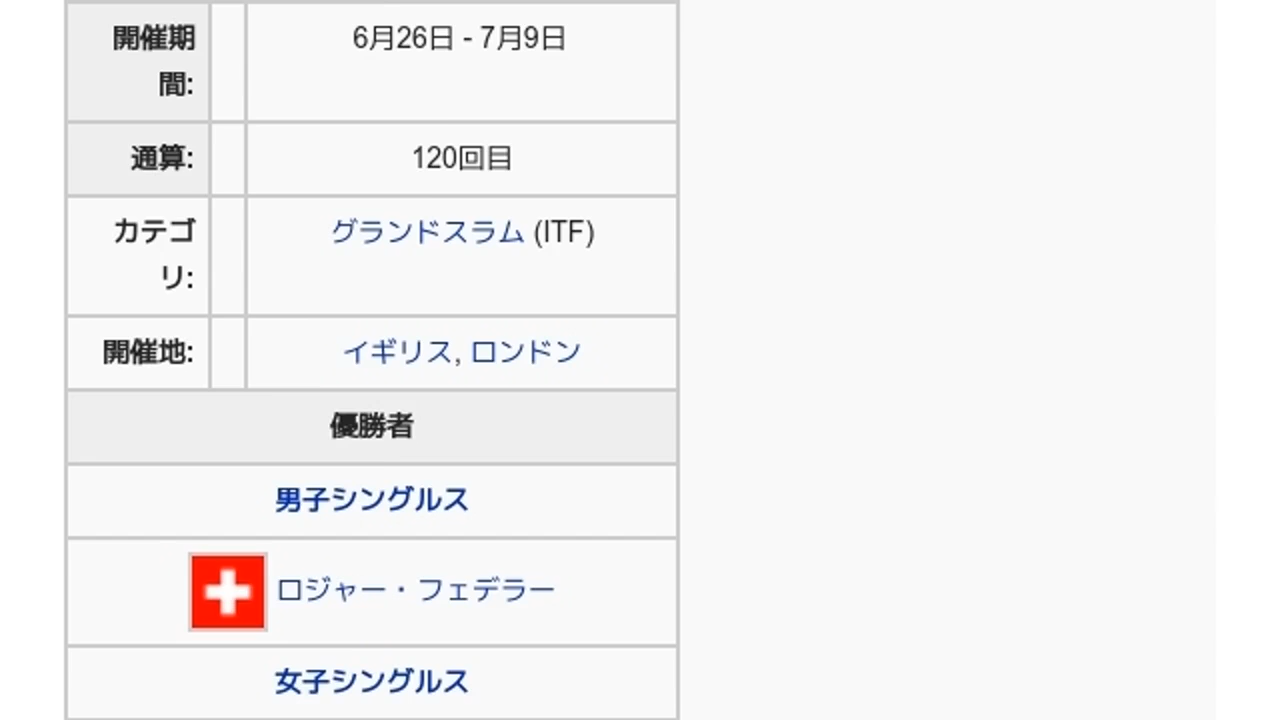 開催期
間:
6月26日 - 7月9日
通算:
120回目
カテゴ
リ:
グランドスラム (ITF)
開催地:
イギリス, ロンドン
優勝者
男子シングルス
ロジャー・フェデラー
女子シングルス